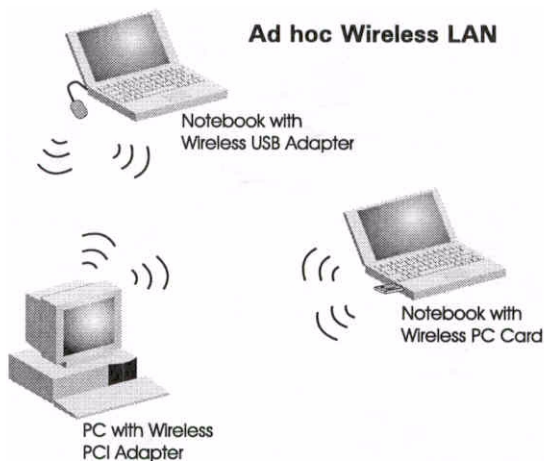 Ad hoc Wireless LAN
Notebook with
Wireless USB Adapter
Notebook with
Wireless PC Card
PC with Wireless
PCI Adapter